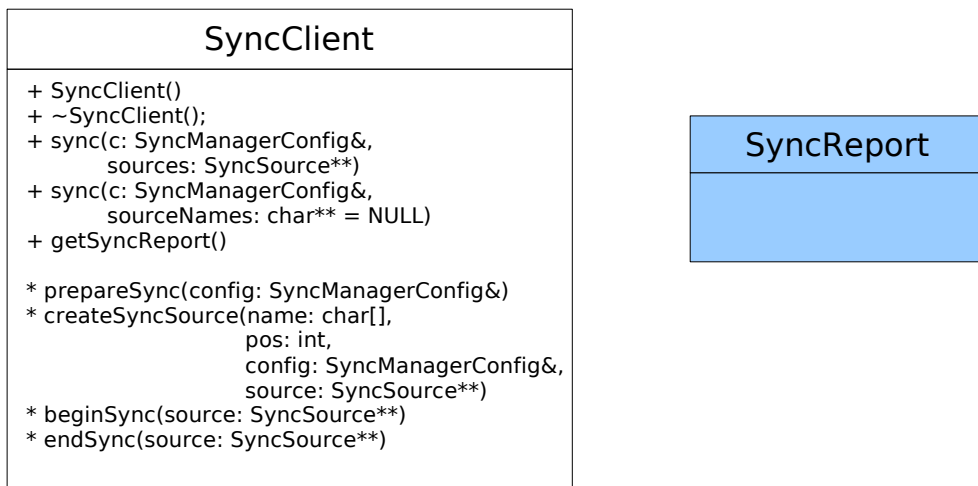 SyncClient
+ SyncClient()
+ ~SyncClient();
+ sync(c: SyncManagerConfig&,
sources: SyncSource**)
+ sync(c: SyncManagerConfig&,
sourceNames: char** = NULL)
+ getSyncReport()
* prepareSync(config: SyncManagerConfig&)
* createSyncSource(name: char[],
pos: int,
config: SyncManagerConfig&,
source: SyncSource**)
* beginSync(source: SyncSource**)
* endSync(source: SyncSource**)
SyncReport